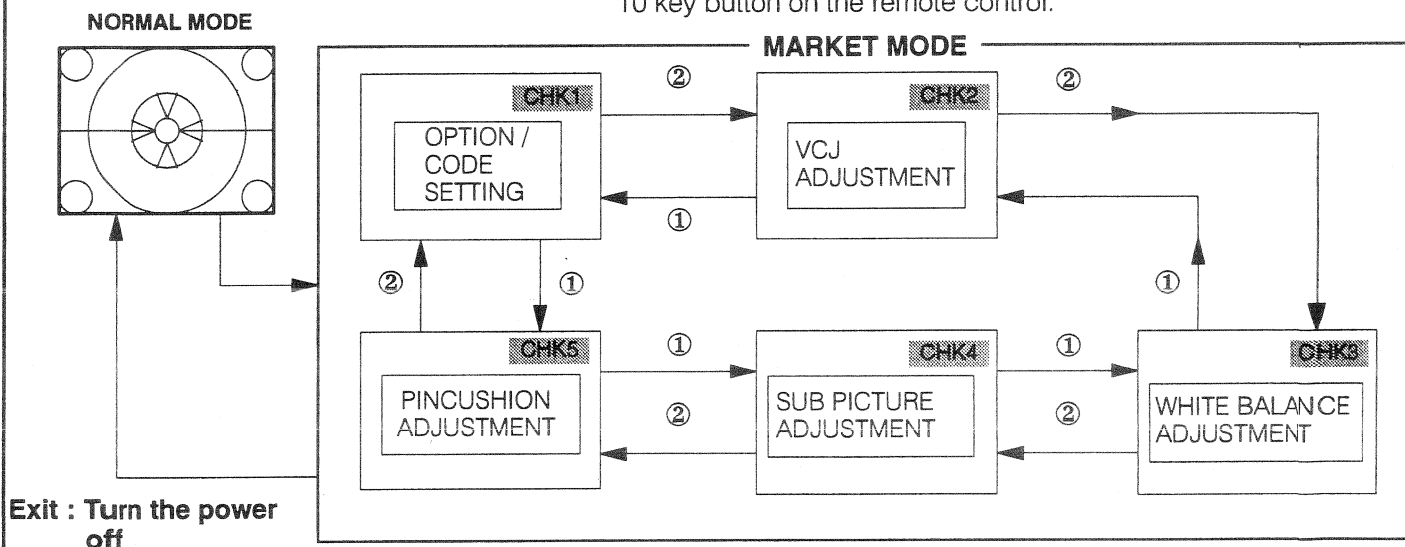 10 key button on the remote control.
NORMAL MODE
MARKET MODE
CHK1
OPTION /
CODE
SETTING
②
CHK2
VCJ
ADJUSTMENT
②
①
②
①
①
CHK5
PINCUSHION
ADJUSTMENT
①
②
CHK4
SUB PICTURE
ADJUSTMENT
①
②
CHK3
WHITE BALANCE
ADJUSTMENT
Exit : Turn the power
off